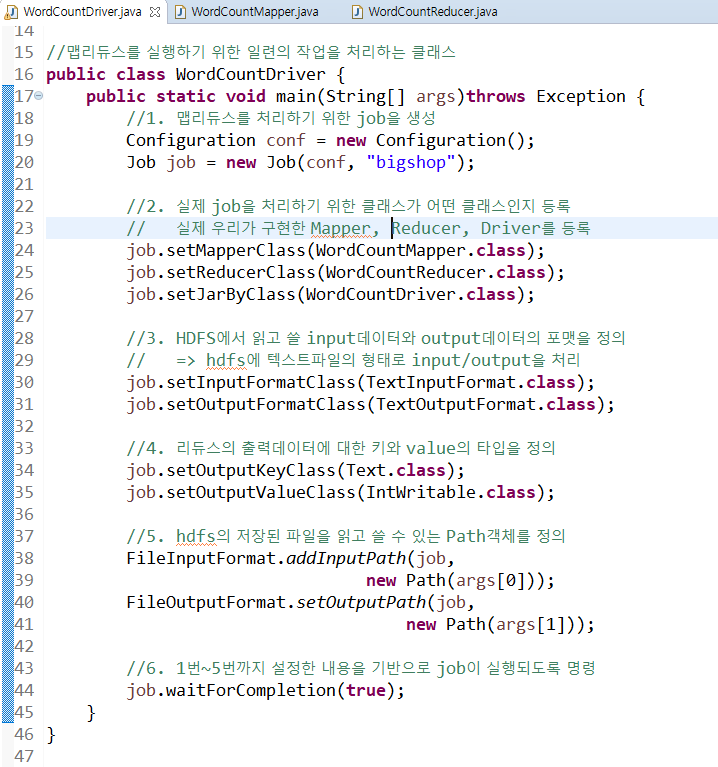 WordCountDriver.java WordCountMapper.java WordCountReducer.java
14
15 //맵리듀스를 실행하기 위한 일련의 작업을 처리하는 클래스
16 public class WordCountDriver {
17 public static void main(String[] args)throws Exception {
18 //1. 맵리듀스를 처리하기 위한 job을 생성
19 Configuration conf = new Configuration();
20 Job job = new Job(conf, "bigshop");
21
22 //2. 실제 job을 처리하기 위한 클래스가 어떤 클래스인지 등록
23 // 실제 우리가 구현한 Mapper, Reducer, Driver를 등록
24 job.setMapperClass(WordCountMapper.class);
25 job.setReducerClass(WordCountReducer.class);
26 job.setJarByClass(WordCountDriver.class);
27
28 //3. HDFS에서 읽고 쓸 input데이터와 output데이터의 포맷을 정의
29 // => hdfs에 텍스트파일의 형태로 input/output을 처리
30 job.setInputFormatClass(TextInputFormat.class);
31 job.setOutputFormatClass(TextOutputFormat.class);
32
33 //4. 리듀스의 출력데이터에 대한 키와 value의 타입을 정의
34 job.setOutputKeyClass(Text.class);
35 job.setOutputValueClass(IntWritable.class);
36
37 //5. hdfs의 저장된 파일을 읽고 쓸 수 있는 Path객체를 정의
38 FileInputFormat.addInputPath(job,
39 new Path(args[0]));
40 FileOutputFormat.setOutputPath(job,
41 new Path(args[1]));
42
43 //6. 1번~5번까지 설정한 내용을 기반으로 job이 실행되도록 명령
44 job.waitForCompletion(true);
45 }
46 }
47